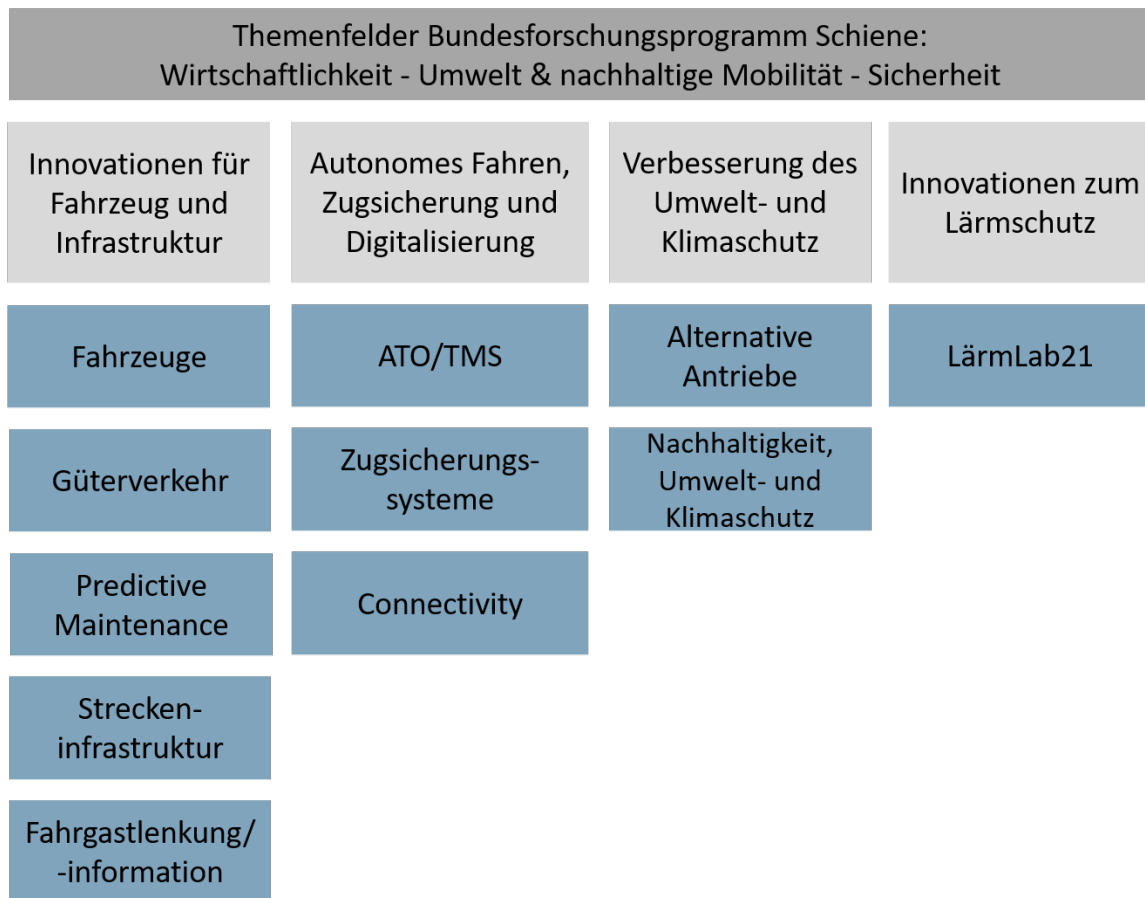 Themenfelder Bundesforschungsprogramm Schiene:
Wirtschaftlichkeit - Umwelt & nachhaltige Mobilität - Sicherheit
Innovationen für
Fahrzeug und
Infrastruktur
Autonomes Fahren,
Zugsicherung und
Digitalisierung
Verbesserung des
Umwelt- und
Klimaschutz
Innovationen zum
Lärmschutz
Fahrzeuge
ATO/TMS
Alternative
Antriebe
LärmLab21
Güterverkehr
Zugsicherungs-
systeme
Nachhaltigkeit,
Umwelt- und
Klimaschutz
Predictive
Maintenance
Connectivity
Strecken-
infrastruktur
Fahrgastlenkung/
-information